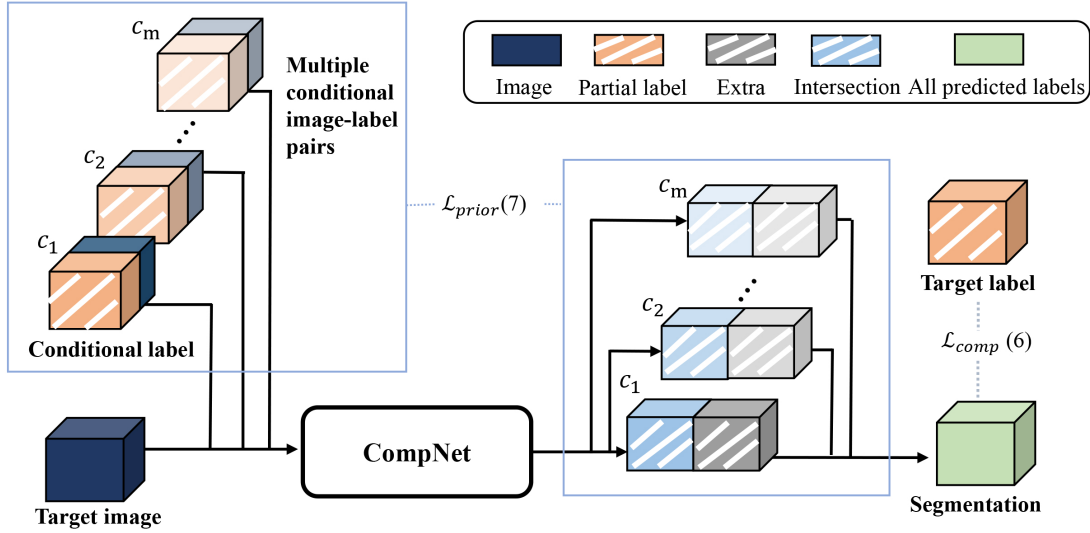 c_m
Multiple
conditional
image-label
pairs
c_2
c_1
Conditional label
Image
Partial label
Extra
Intersection
All predicted labels
ℒ_prior(7)
c_m
c_2
c_1
Target label
ℒ_comp (6)
CompNet
Target image
Segmentation